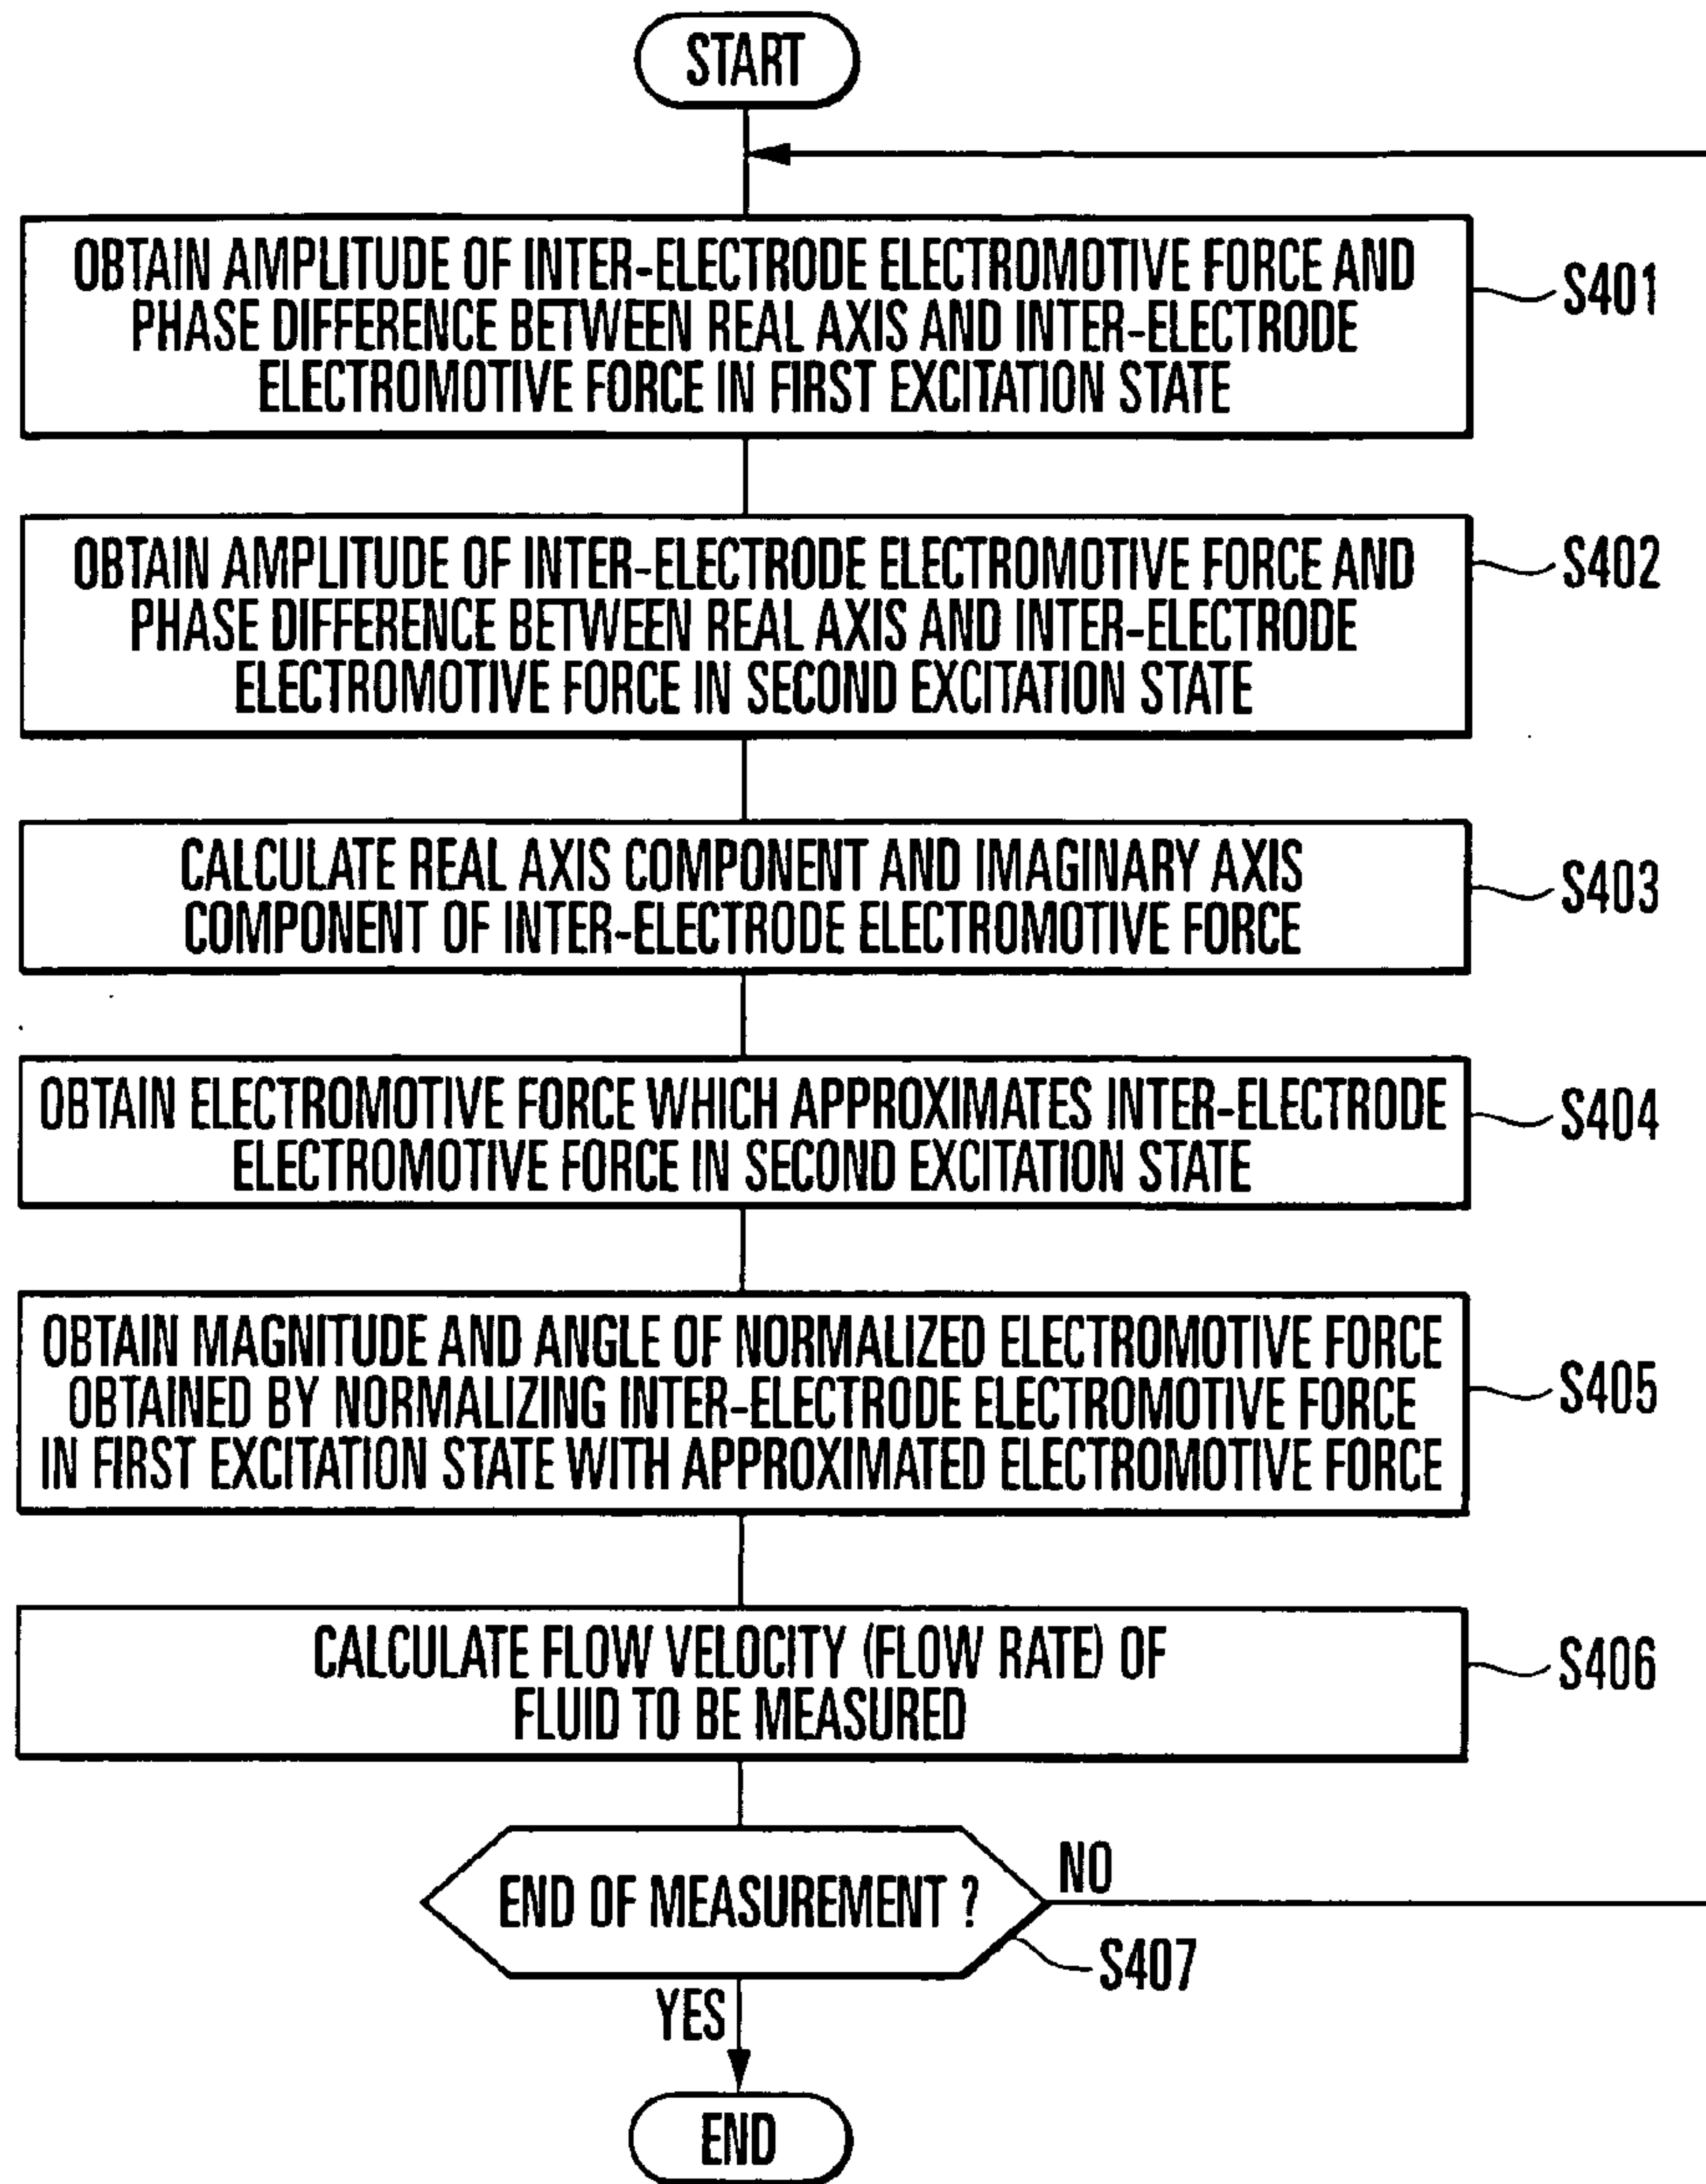 START
OBTAIN AMPLITUDE OF INTER-ELECTRODE ELECTROMOTIVE FORCE AND
PHASE DIFFERENCE BETWEEN REAL AXIS AND INTER-ELECTRODE
ELECTROMOTIVE FORCE IN FIRST EXCITATION STATE
S401
OBTAIN AMPLITUDE OF INTER-ELECTRODE ELECTROMOTIVE FORCE AND
PHASE DIFFERENCE BETWEEN REAL AXIS AND INTER-ELECTRODE
ELECTROMOTIVE FORCE IN SECOND EXCITATION STATE
S402
CALCULATE REAL AXIS COMPONENT AND IMAGINARY AXIS
COMPONENT OF INTER-ELECTRODE ELECTROMOTIVE FORCE
S403
OBTAIN ELECTROMOTIVE FORCE WHICH APPROXIMATES INTER-ELECTRODE
ELECTROMOTIVE FORCE IN SECOND EXCITATION STATE
S404
OBTAIN MAGNITUDE AND ANGLE OF NORMALIZED ELECTROMOTIVE FORCE
OBTAINED BY NORMALIZING INTER-ELECTRODE ELECTROMOTIVE FORCE
IN FIRST EXCITATION STATE WITH APPROXIMATED ELECTROMOTIVE FORCE
S405
CALCULATE FLOW VELOCITY (FLOW RATE) OF
FLUID TO BE MEASURED
S406
END OF MEASUREMENT ?
NO
S407
YES
END